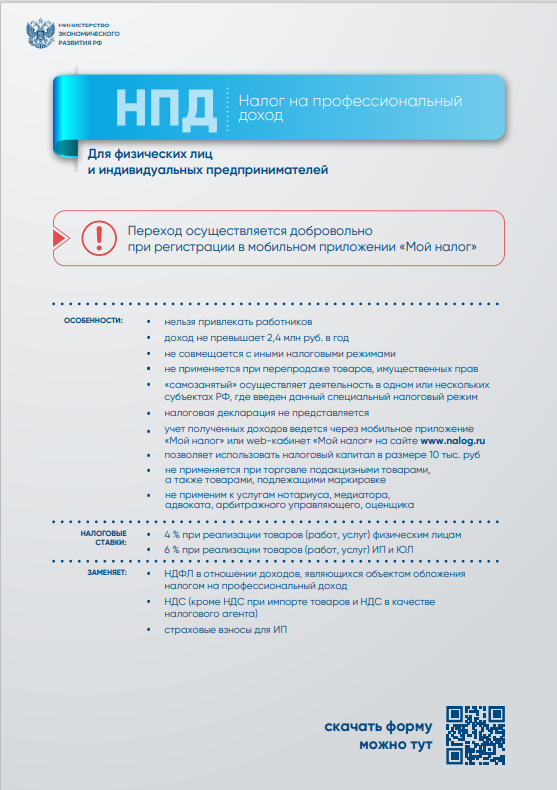 МИНИСТЕРСТВО
ЭКОНОМИЧЕСКОГО
РАЗВИТИЯ РФ
НПД
Налог на профессиональный
доход
Для физических лиц
и индивидуальных предпринимателей
Переход осуществляется добровольно
при регистрации в мобильном приложении «Мой налог»
ОСОБЕННОСТИ:
• нельзя привлекать работников
• доход не превышает 2,4 млн руб. в год
• не совмещается с иными налоговыми режимами
• не применяется при перепродаже товаров, имущественных прав
• «самозанятый» осуществляет деятельность в одном или нескольких
субъектах РФ, где введен данный специальный налоговый режим
• налоговая декларация не представляется
• учет полученных доходов ведется через мобильное приложение
«Мой налог» или web-кабинет «Мой налог» на сайте www.nalog.ru
• позволяет использовать налоговый капитал в размере 10 тыс. руб
• не применяется при торговле подакцизными товарами,
а также товарами, подлежащими маркировке
• не применим к услугам нотариуса, медиатора,
адвоката, арбитражного управляющего, оценщика
НАЛОГОВЫЕ
СТАВКИ:
• 4 % при реализации товаров (работ, услуг) физическим лицам
• 6 % при реализации товаров (работ, услуг) ИП и ЮЛ
ЗАМЕНЯЕТ:
• НДФЛ в отношении доходов, являющихся объектом обложения
налогом на профессиональный доход
• НДС (кроме НДС при импорте товаров и НДС в качестве
налогового агента)
• страховые взносы для ИП
скачать форму
можно тут